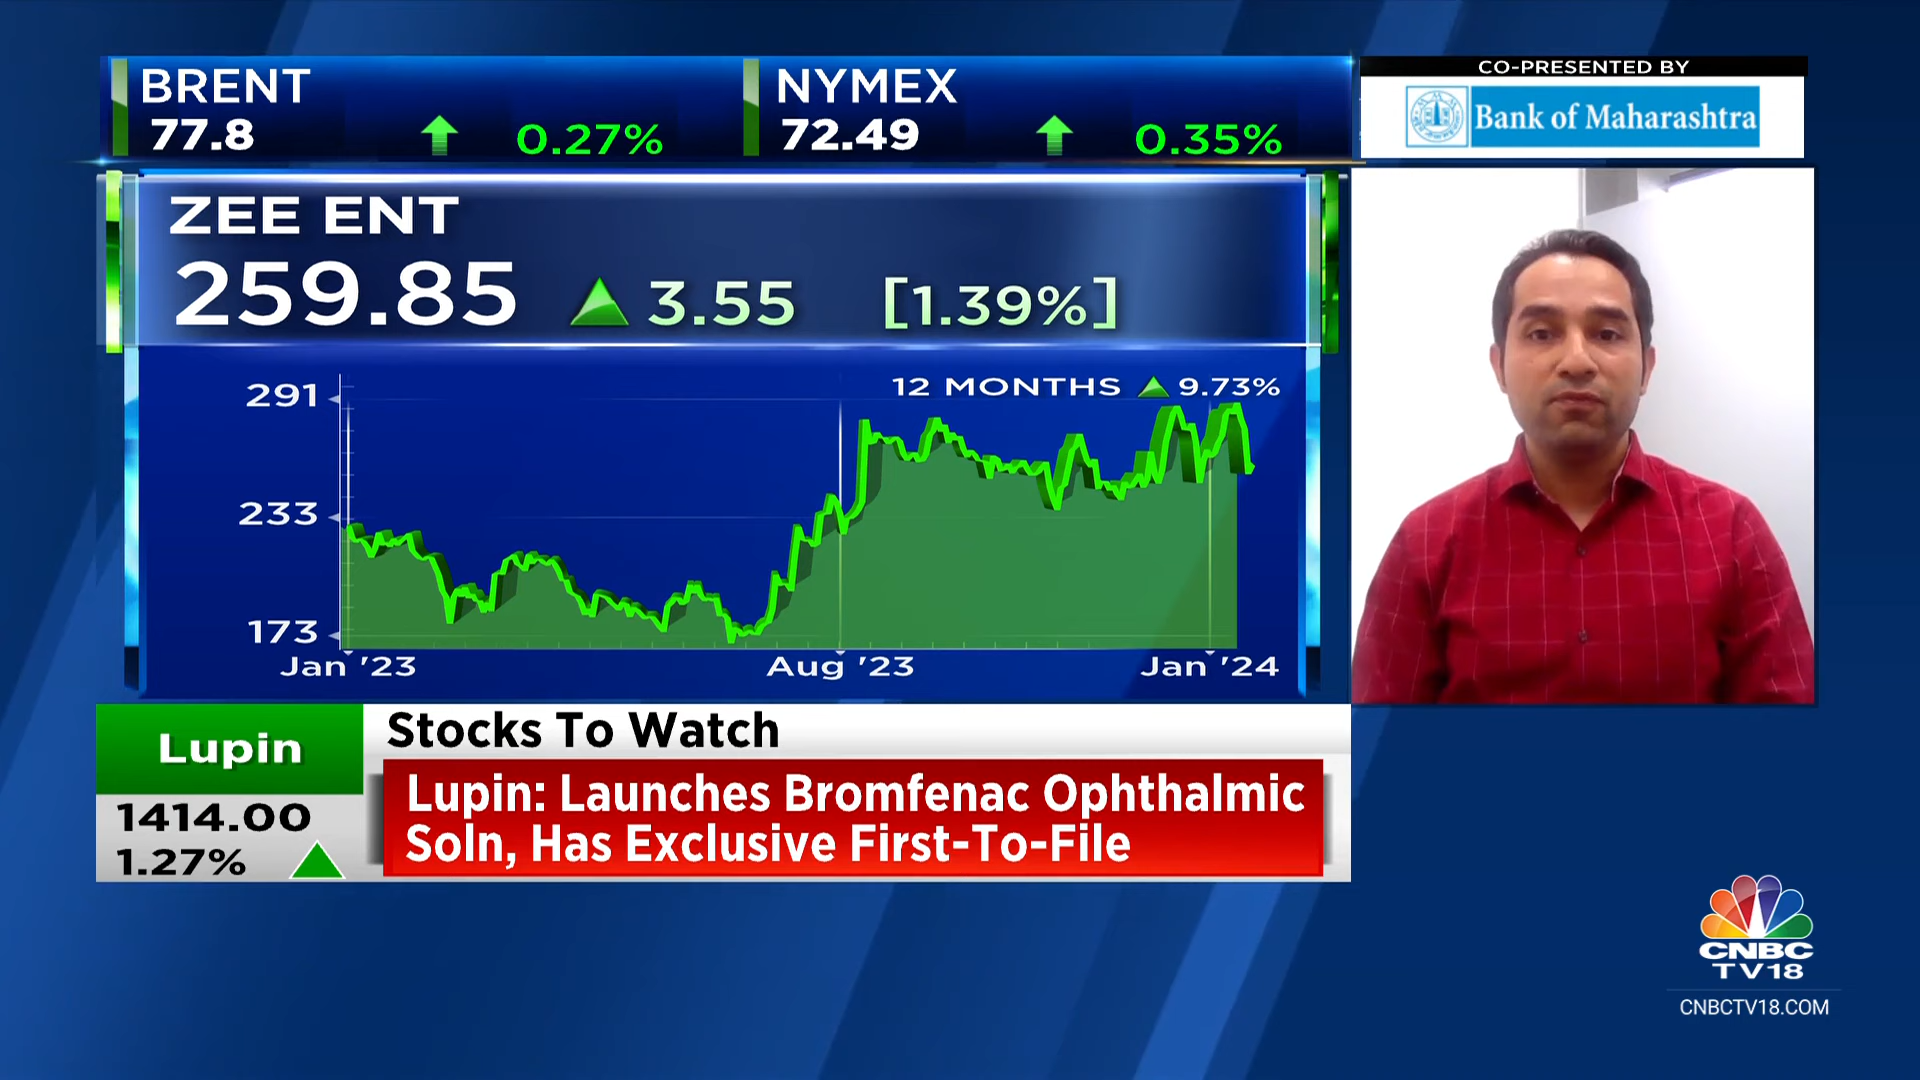 BRENT
77.8 0.27%
NYMEX
72.49 0.35%
CO-PRESENTED BY
Bank of Maharashtra
ZEE ENT
259.85 3.55 [1.39%]
12 MONTHS 9.73%
291
233
173
Jan '23 Aug '23 Jan '24
Lupin
1414.00
1.27%
Stocks To Watch
Lupin: Launches Bromfenac Ophthalmic
Soln, Has Exclusive First-To-File
CNBC
TV18
CNBCTV18.COM